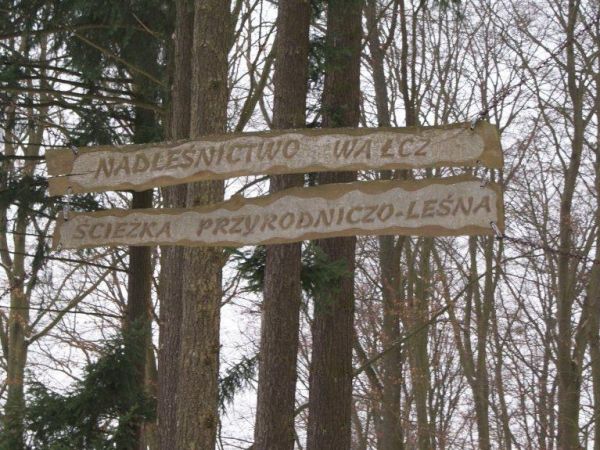 NADLEŚNICTWO WAŁCZ
ŚCIEŻKA PRZYRODNICZO-LEŚNA